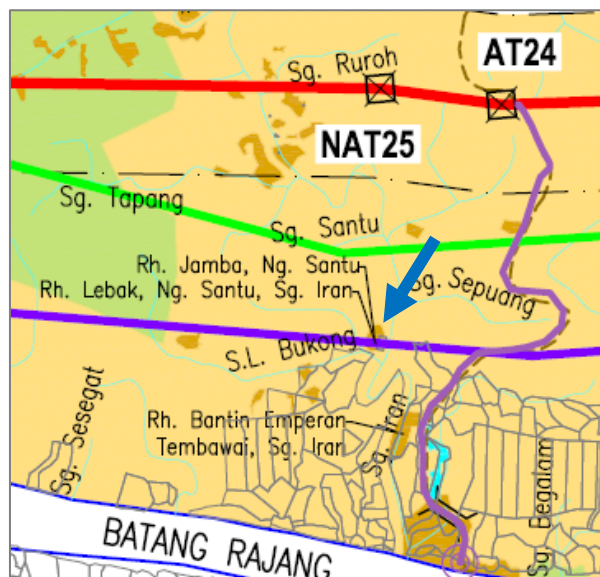 AT24
Sg. Ruroh
NAT25
Sg. Tapang
Sg. Santu
Rh. Jamba, Ng. Santu
Rh. Lebak, Ng. Santu, Sg. Iran
Sg. Sepuang
S.L. Bukong
Sg. Sesegat
Rh. Bantin Emperan
Tembawai, Sg. Iran
Sg. Iran
Sg. Begalam
BATANG RAJANG